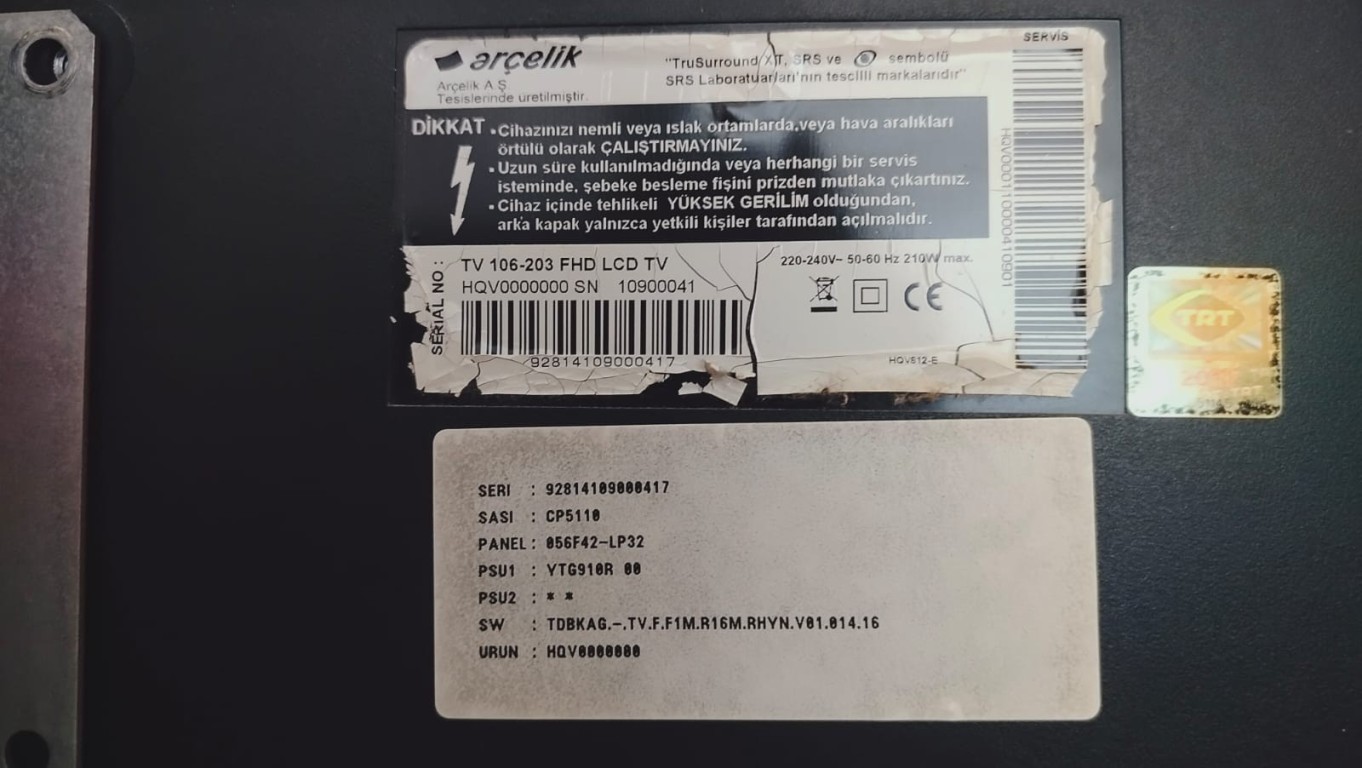 arçelik
Arçelik A.Ş.
Tesislerinde üretilmiştir.
"TruSurround XT, SRS ve sembolü
SRS Laboratuarları'nın tescilli markalarıdır"
SERVİS
DİKKAT
• Cihazınızı nemli veya ıslak ortamlarda,veya hava aralıkları
örtülü olarak ÇALIŞTIRMAYINIZ.
• Uzun süre kullanılmadığında veya herhangi bir servis
isteminde, şebeke besleme fişini prizden mutlaka çıkartınız.
• Cihaz içinde tehlikeli YÜKSEK GERİLİM olduğundan,
arka kapak yalnızca yetkili kişiler tarafından açılmalıdır.
HQV000110000410901
SERIAL NO :
TV 106-203 FHD LCD TV
HQV0000000 SN 10900041
92814109000417
220-240V~ 50-60 Hz 210W max.
CE
HQVS12-E
TRT
SERI : 92814109000417
SASI : CP5110
PANEL : 056F42-LP32
PSU1 : YTG910R 00
PSU2 : * *
SW : TDBKAG.-.TV.F.F1M.R16M.RHYN.V01.014.16
URUN : HQV0000000